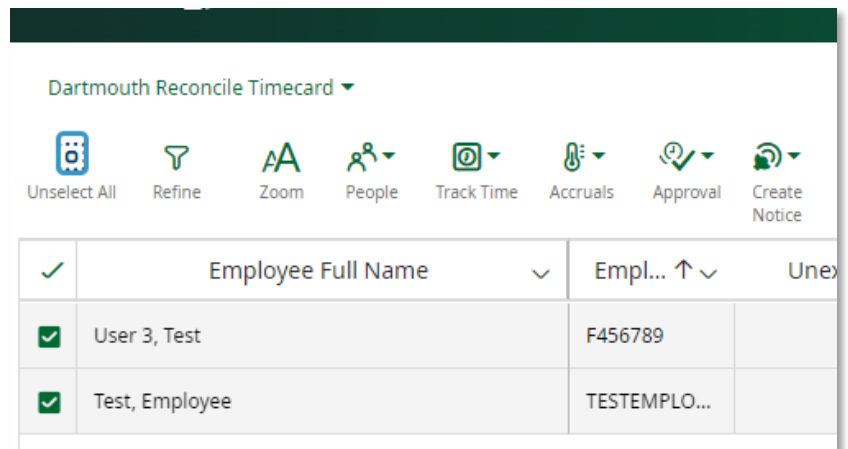 Dartmouth Reconcile Timecard
Unselect All Refine Zoom People Track Time Accruals Approval Create Notice
Employee Full Name Empl...
User 3, Test F456789
Test, Employee TESTEMPLO...